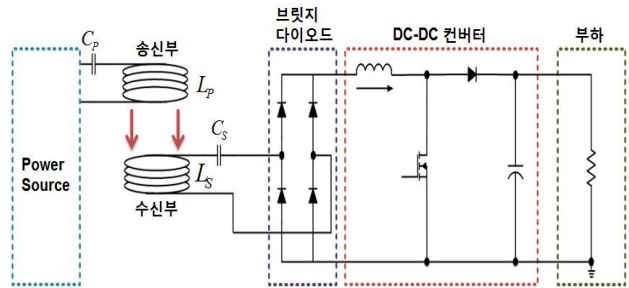 브릿지
다이오드
DC-DC 컨버터
부하
C_P
송신부
L_P
C_S
Power
Source
L_S
수신부